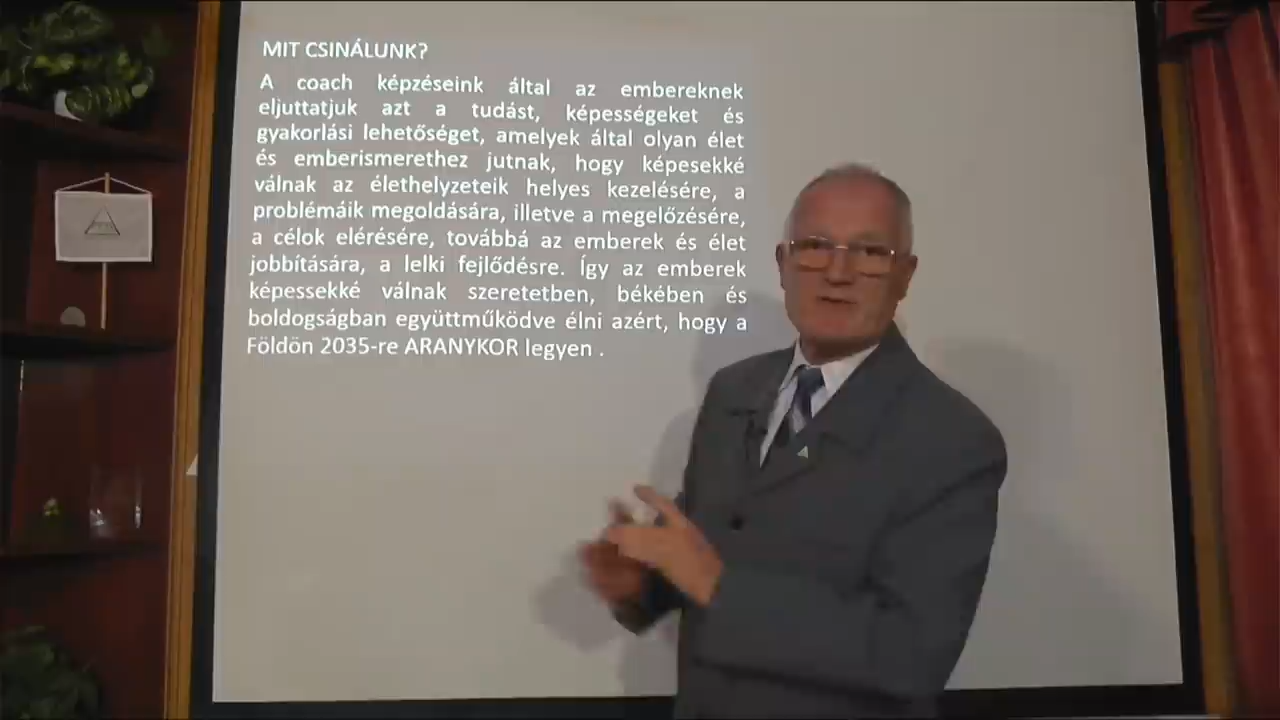 MIT CSINÁLUNK?
A coach képzéseink által az embereknek
eljuttatjuk azt a tudást, képességeket és
gyakorlási lehetőséget, amelyek által olyan élet
és emberismerethez jutnak, hogy képesekké
válnak az élethelyzeteik helyes kezelésére, a
problémáik megoldására, illetve a megelőzésére,
a célok elérésére, továbbá az emberek és élet
jobbítására, a lelki fejlődésre. Így az emberek
képessekké válnak szeretetben, békében és
boldogságban együttműködve élni azért, hogy a
Földön 2035-re ARANYKOR legyen .